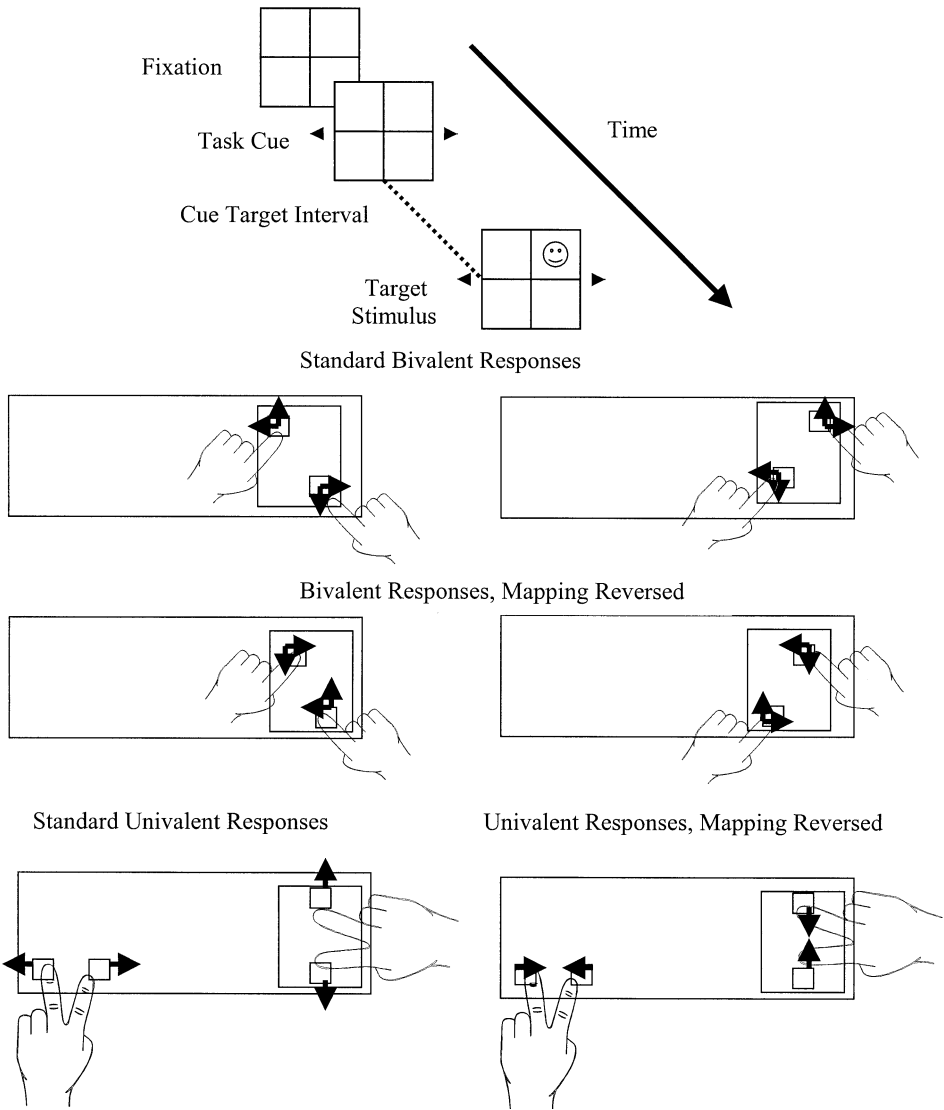 Fixation
Time
Task Cue
Cue Target Interval
Target
Stimulus
Standard Bivalent Responses
Bivalent Responses, Mapping Reversed
Standard Univalent Responses
Univalent Responses, Mapping Reversed